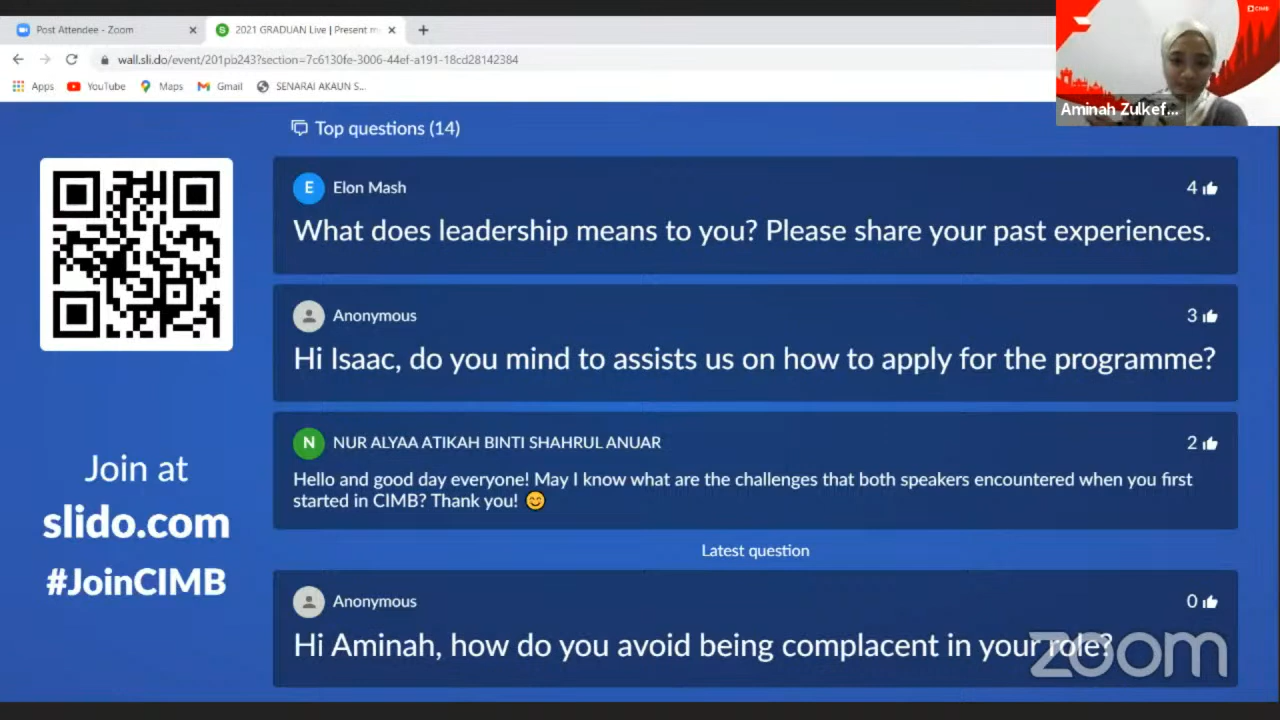 Post Attendee - Zoom
2021 GRADUAN Live | Present m
wall.sli.do/event/201pb243?section=7c6130fe-3006-44ef-a191-18cd28142384
Apps
YouTube
Maps
Gmail
SENARAI AKAUN S...
CIMB
Aminah Zulkef...
Top questions (14)
E
Elon Mash
4
What does leadership means to you? Please share your past experiences.
Anonymous
3
Hi Isaac, do you mind to assists us on how to apply for the programme?
N
NUR ALYAA ATIKAH BINTI SHAHRUL ANUAR
2
Hello and good day everyone! May I know what are the challenges that both speakers encountered when you first
started in CIMB? Thank you! 😊
Join at
slido.com
#JoinCIMB
Latest question
Anonymous
0
Hi Aminah, how do you avoid being complacent in your role?
zoom